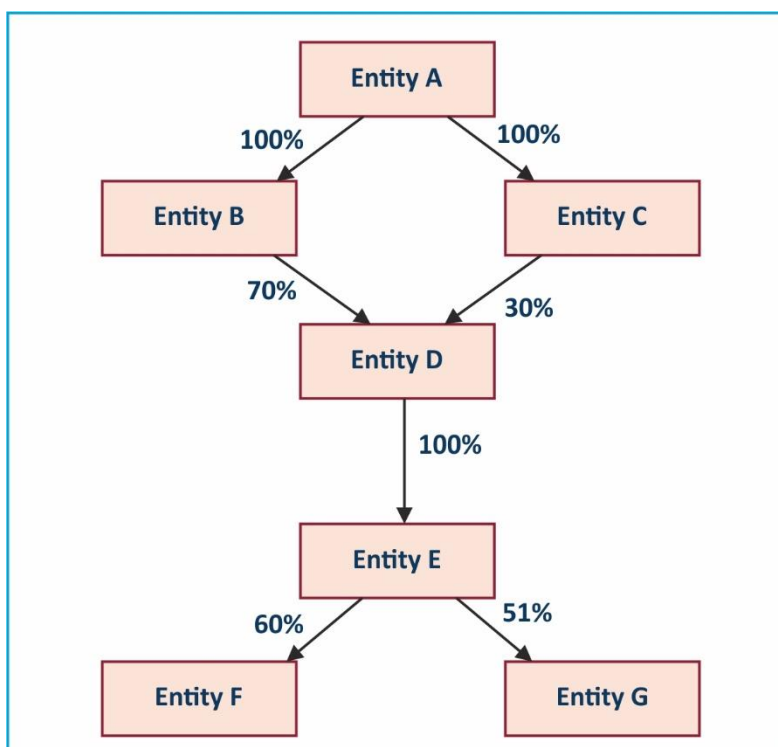 Entity A
100%
100%
Entity B
Entity C
70%
30%
Entity D
100%
Entity E
60%
51%
Entity F
Entity G